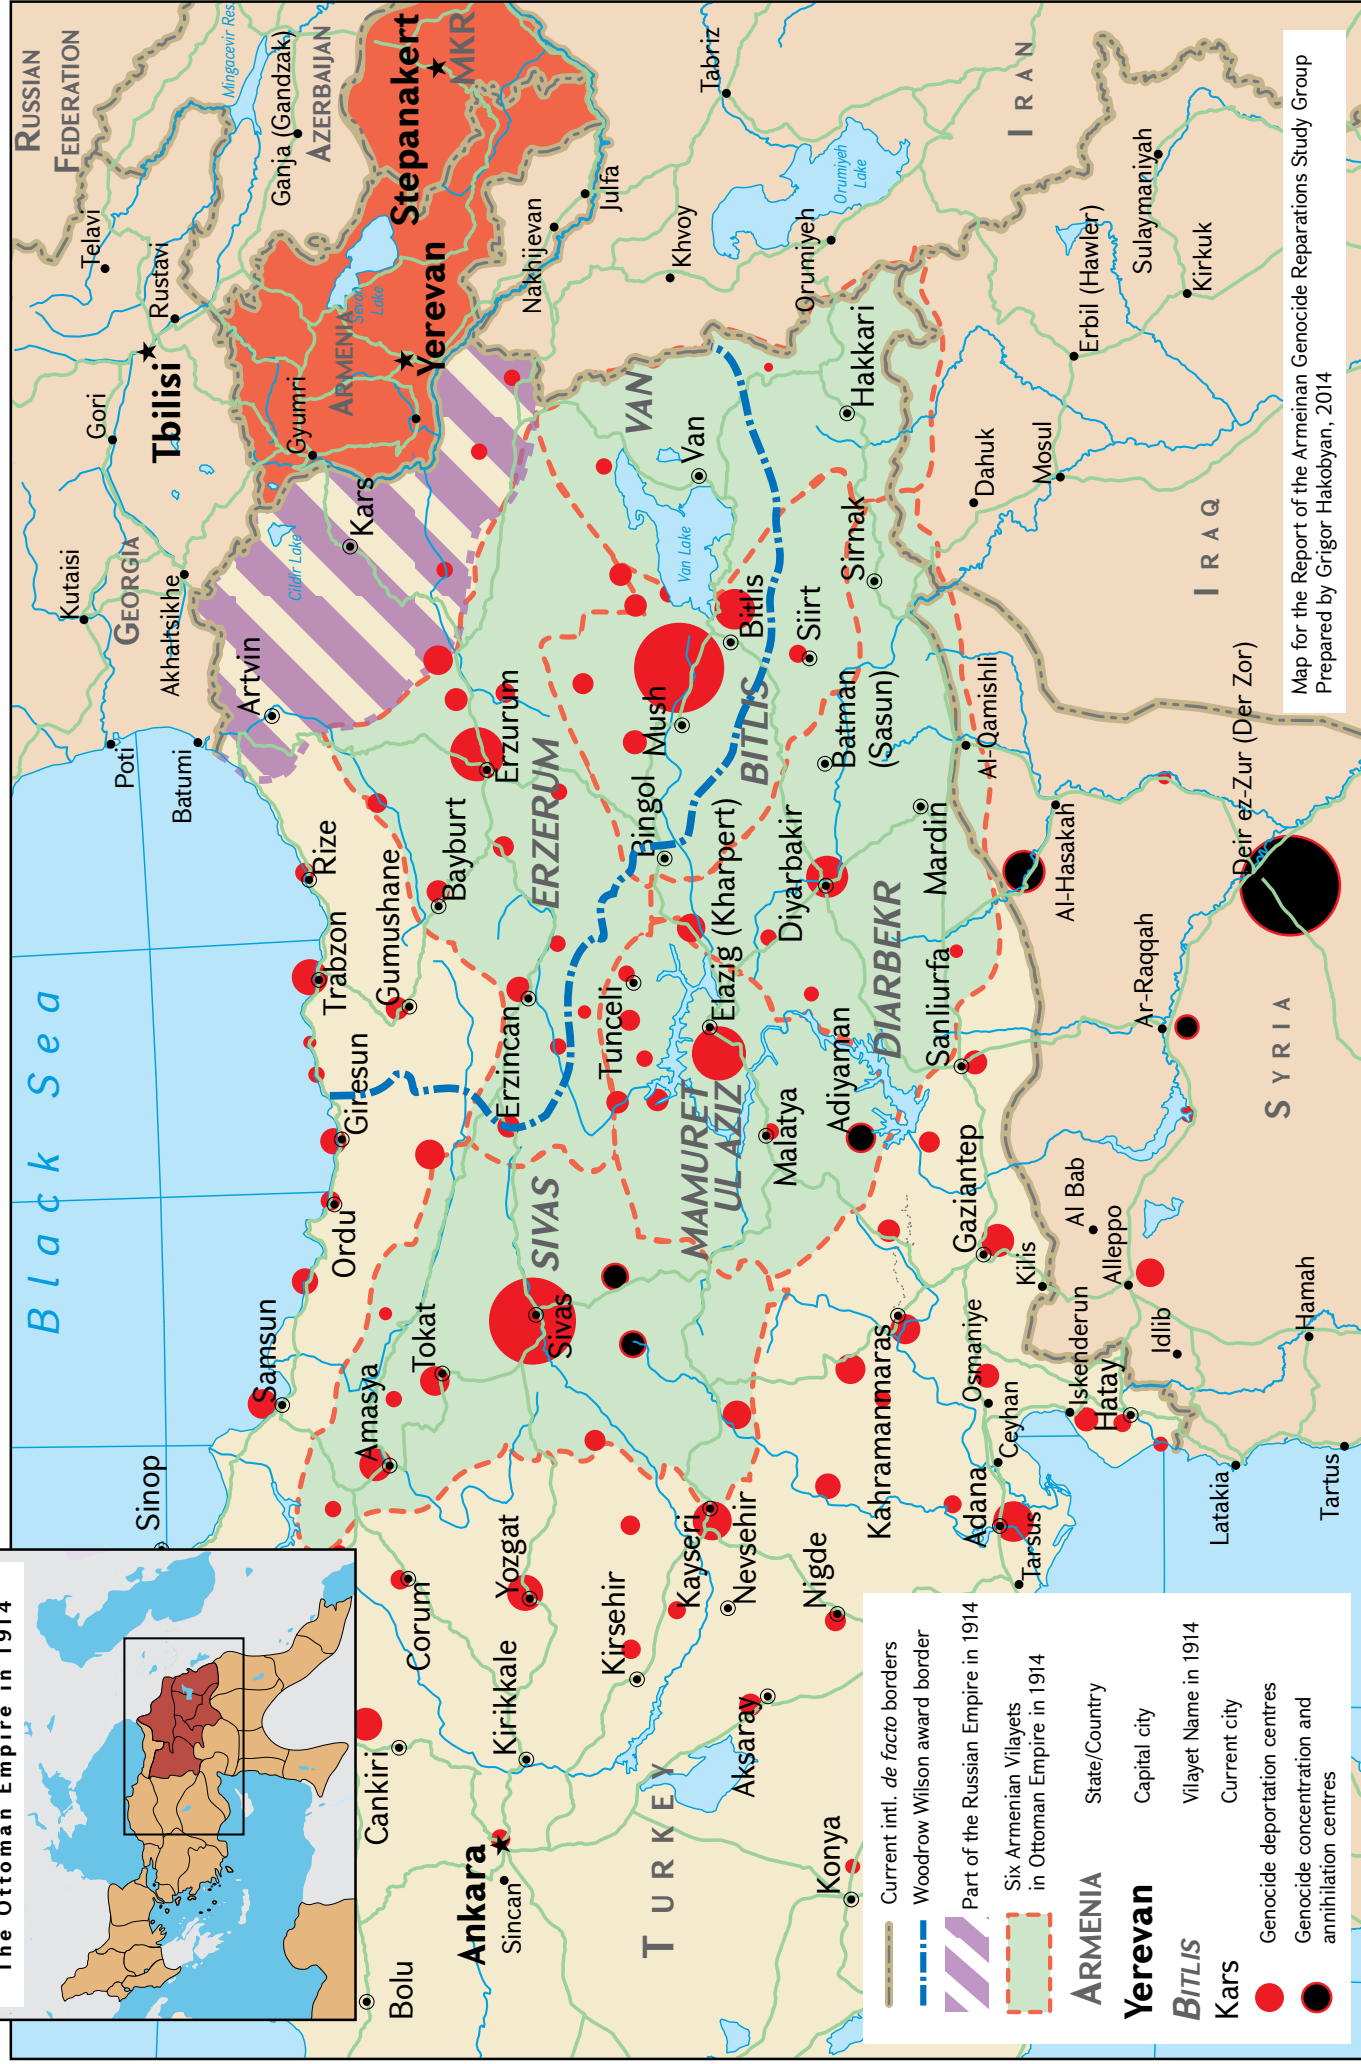 The Ottoman Empire in 1914
Black Sea
RUSSIAN
FEDERATION
Mingacevir Res.
Telavi
Rustavi
Ganja (Gandzak)
AZERBAIJAN
Stepanakert
MKR
Gori
Tbilisi
Kutaisi
GEORGIA
Akhaltsikhe
Poti
Batumi
Gyumri
ARMENIA
Sevan
Lake
Yerevan
Nakhijevan
Julfa
Tabriz
Khvoy
Orumiyeh
Orumiyeh
Lake
IRAN
Artvin
Cildir Lake
Kars
Rize
Trabzon
Gumushane
Bayburt
Erzurum
ERZERUM
Giresun
Ordu
Samsun
Sinop
Amasya
Tokat
Sivas
SIVAS
Erzincan
Tunceli
Bingol
Mush
Bitlis
BITLIS
Van Lake
Van
VAN
Hakkari
Sirnak
Siirt
Batman
(Sasun)
Elazig (Kharpert)
MAMURET
UL AZIZ
Malatya
Adiyaman
Diyarbakir
DIARBEKR
Mardin
Sanliurfa
Gaziantep
Kilis
Kahramanmaras
Osmaniye
Ceyhan
Adana
Tarsus
Iskenderun
Hatay
Corum
Yozgat
Kirsehir
Kayseri
Nevsehir
Nigde
Cankiri
Kirikkale
Aksaray
Ankara
Sincan
TURKEY
Konya
Bolu
Dahuk
Mosul
Erbil (Hawler)
Sulaymaniyah
Kirkuk
IRAQ
Al-Qamishli
Al-Hasakah
Deir ez-Zur (Der Zor)
Ar-Raqqah
SYRIA
Al Bab
Alleppo
Idlib
Hamah
Latakia
Tartus
Current intl. de facto borders
Woodrow Wilson award border
Part of the Russian Empire in 1914
Six Armenian Vilayets
in Ottoman Empire in 1914
ARMENIA State/Country
Yerevan Capital city
BITLIS Vilayet Name in 1914
Kars Current city
Genocide deportation centres
Genocide concentration and
annihilation centres
Map for the Report of the Armeinan Genocide Reparations Study Group
Prepared by Grigor Hakobyan, 2014